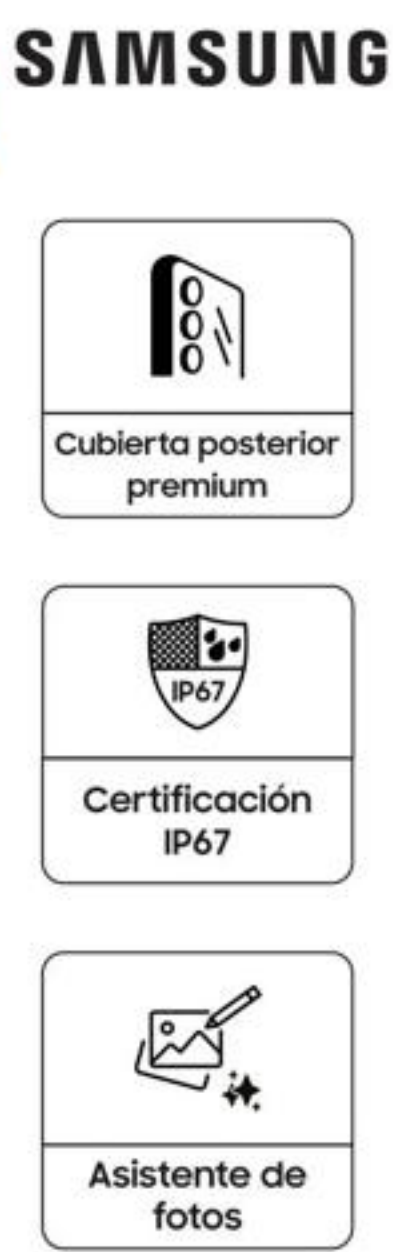 SAMSUNG
Cubierta posterior
premium
IP67
Certificación
IP67
Asistente de
fotos